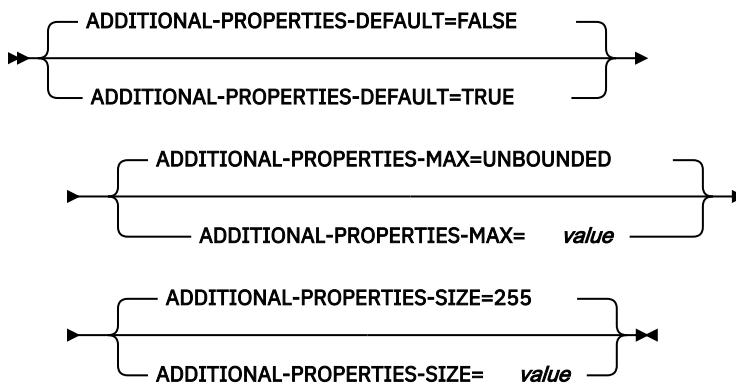 ADDITIONAL-PROPERTIES-DEFAULT=FALSE
ADDITIONAL-PROPERTIES-DEFAULT=TRUE
ADDITIONAL-PROPERTIES-MAX=UNBOUNDED
ADDITIONAL-PROPERTIES-MAX= value
ADDITIONAL-PROPERTIES-SIZE=255
ADDITIONAL-PROPERTIES-SIZE= value